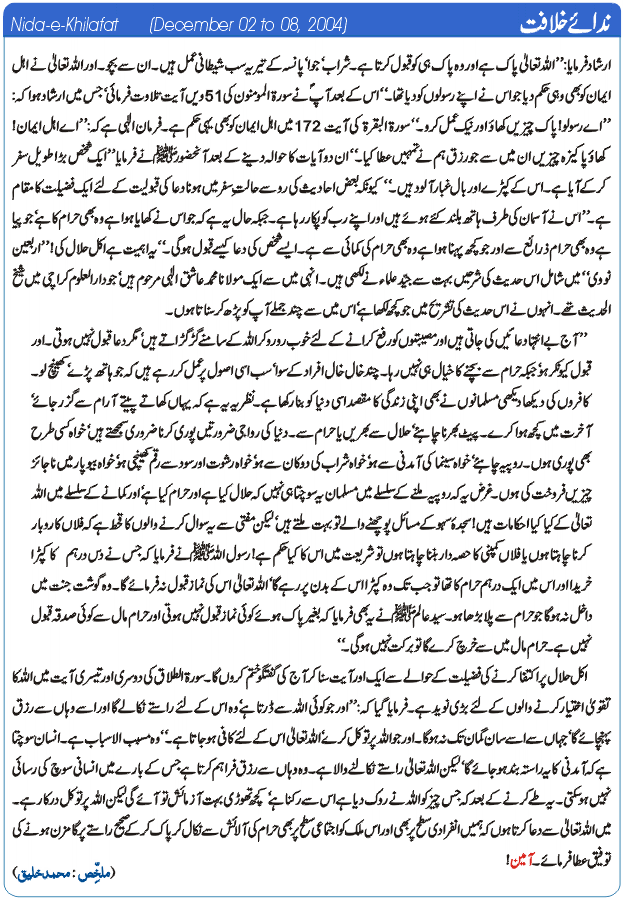 Nida-e-Khilafat (December 02 to 08, 2004) ندائے خلافت
ارشاد فرمایا: ’’اللہ تعالیٰ پاک ہے اور وہ پاک ہی کو قبول کرتا ہے۔ شراب‘ جوا‘ پانسہ کے تیر یہ سب شیطانی عمل ہیں۔ ان سے بچو۔ اور اللہ تعالیٰ نے اہل
ایمان کو بھی وہی حکم دیا جو اس نے اپنے رسولوں کو دیا تھا۔‘‘ اس کے بعد آپؐ نے سورۃ المومنون کی 51 ویں آیت تلاوت فرمائی‘ جس میں ارشاد ہوا کہ:
’’اے رسولو! پاک چیزیں کھاؤ اور نیک عمل کرو۔‘‘ سورۃ البقرۃ کی آیت 172 میں اہل ایمان کو بھی یہی حکم ہے۔ فرمان الٰہی ہے کہ: ’’اے اہل ایمان!
کھاؤ پاکیزہ چیزیں ان میں سے جو رزق ہم نے تمہیں عطا کیا۔‘‘ ان دو آیات کا حوالہ دینے کے بعد آنحضورﷺ نے فرمایا ’’ایک شخص بڑا طویل سفر
کر کے آیا ہے۔ اس کے کپڑے اور بال غبار آلود ہیں۔‘‘ کیونکہ بعض احادیث کی رو سے حالت سفر میں ہونا دعا کی قبولیت کے لئے ایک فضیلت کا مقام
ہے۔ ’’اس نے آسمان کی طرف ہاتھ بلند کئے ہوئے ہیں اور اپنے رب کو پکار رہا ہے۔ جبکہ حال یہ ہے کہ جو اس نے کھایا ہوا ہے وہ بھی حرام کا ہے‘ جو پیا
ہے وہ بھی حرام ذرائع سے اور جو کچھ پہنا ہوا ہے وہ بھی حرام کی کمائی سے ہے۔ ایسے شخص کی دعا کیسے قبول ہوگی۔‘‘ یہ اہمیت ہے اکل حلال کی! ’’اربعین
نووی‘‘ میں شامل اس حدیث کی شرحیں بہت سے جیّد علماء نے لکھی ہیں۔ انہی میں سے ایک مولانا محمد عاشق الٰہی مرحوم ہیں‘ جو دارالعلوم کراچی میں شیخ
الحدیث تھے۔ انہوں نے اس حدیث کی تشریح میں جو کچھ لکھا ہے‘ اس میں سے چند جملے آپ کو پڑھ کر سناتا ہوں۔
’’آج بے انتہا دعائیں کی جاتی ہیں اور مصیبتوں کو رفع کرانے کے لئے خوب رو رو کر اللہ کے سامنے گڑگڑاتے ہیں‘ مگر دعا قبول نہیں ہوتی۔ اور
قبول کیونکر ہو‘ جبکہ حرام سے بچنے کا خیال ہی نہیں رہا۔ چند خال خال افراد کے سوا‘ سب اسی اصول پر عمل کر رہے ہیں کہ جو ہاتھ پڑے‘ کھینچ لو۔
کافروں کی دیکھا دیکھی مسلمانوں نے بھی اپنی زندگی کا مقصد اسی دنیا کو بنا رکھا ہے۔ نظریہ یہ ہے کہ یہاں کھاتے پیتے آرام سے گزر جائے‘
آخرت میں کچھ ہوا کرے۔ پیٹ بھرنا چاہئے‘ حلال سے بھریں یا حرام سے۔ دنیا کی رواجی ضرورتیں پوری کرنا ضروری سمجھتے ہیں‘ خواہ کسی طرح
بھی پوری ہوں۔ روپیہ چاہئے‘ خواہ سینما کی آمدنی سے ہو‘ خواہ شراب کی دوکان سے ہو‘ خواہ رشوت اور سود سے رقم کھینچی ہو‘ خواہ بیوپار میں ناجائز
چیزیں فروخت کی ہوں۔ غرض یہ کہ روپیہ ملنے کے سلسلے میں مسلمان یہ سوچتا ہی نہیں کہ حلال کیا ہے اور حرام کیا ہے‘ اور کمانے کے سلسلے میں اللہ
تعالیٰ کے کیا کیا احکامات ہیں! سجدۂ سہو کے مسائل پوچھنے والے تو بہت ملتے ہیں‘ لیکن مفتی سے یہ سوال کرنے والوں کا قحط ہے کہ فلاں کاروبار
کرنا چاہتا ہوں یا فلاں کمپنی کا حصہ دار بننا چاہتا ہوں تو شریعت میں اس کا کیا حکم ہے! رسول اللہﷺ نے فرمایا کہ جس نے دس درہم کا کپڑا
خریدا اور اس میں ایک درہم حرام کا تھا تو جب تک وہ کپڑا اس کے بدن پر رہے گا‘ اللہ تعالیٰ اس کی نماز قبول نہ فرمائے گا۔ وہ گوشت جنت میں
داخل نہ ہوگا جو حرام سے پلا بڑھا ہو۔ سید عالمﷺ نے یہ بھی فرمایا کہ بغیر پاک ہوئے کوئی نماز قبول نہیں ہوتی اور حرام مال سے کوئی صدقہ قبول
نہیں ہے۔ حرام مال میں سے خرچ کرے گا تو برکت نہیں ہوگی۔‘‘
اکل حلال پر اکتفا کرنے کی فضیلت کے حوالے سے ایک اور آیت سنا کر آج کی گفتگو ختم کروں گا۔ سورۃ الطلاق کی دوسری اور تیسری آیت میں اللہ کا
تقویٰ اختیار کرنے والوں کے لئے بڑی نوید ہے۔ فرمایا گیا کہ: ’’اور جو کوئی اللہ سے ڈرتا ہے‘ وہ اس کے لئے راستے نکالے گا اور اسے وہاں سے رزق
پہنچائے گا‘ جہاں سے اسے سان گمان تک نہ ہوگا۔ اور جو اللہ پر توکل کرے‘ اللہ تعالیٰ اس کے لئے کافی ہو جاتا ہے۔‘‘ وہ مسبب الاسباب ہے۔ انسان سوچتا
ہے کہ آمدنی کا یہ راستہ بند ہو جائے گا‘ لیکن اللہ تعالیٰ راستے نکالنے والا ہے۔ وہ وہاں سے رزق فراہم کرتا ہے جس کے بارے میں انسانی سوچ کی رسائی
نہیں ہو سکتی۔ یہ طے کرنے کے بعد کہ جس چیز کو اللہ نے روک دیا ہے اس سے رکنا ہے‘ کچھ تھوڑی بہت آزمائش تو آئے گی لیکن اللہ پر توکل درکار ہے۔
میں اللہ تعالیٰ سے دعا کرتا ہوں کہ ہمیں انفرادی سطح پر بھی اور اس ملک کو اجتماعی سطح پر بھی حرام کی آلائش سے نکال کر پاک کر کے صحیح راستے پر گامزن ہونے کی
توفیق عطا فرمائے۔ آمین!
(ملخّص: محمد خلیق)